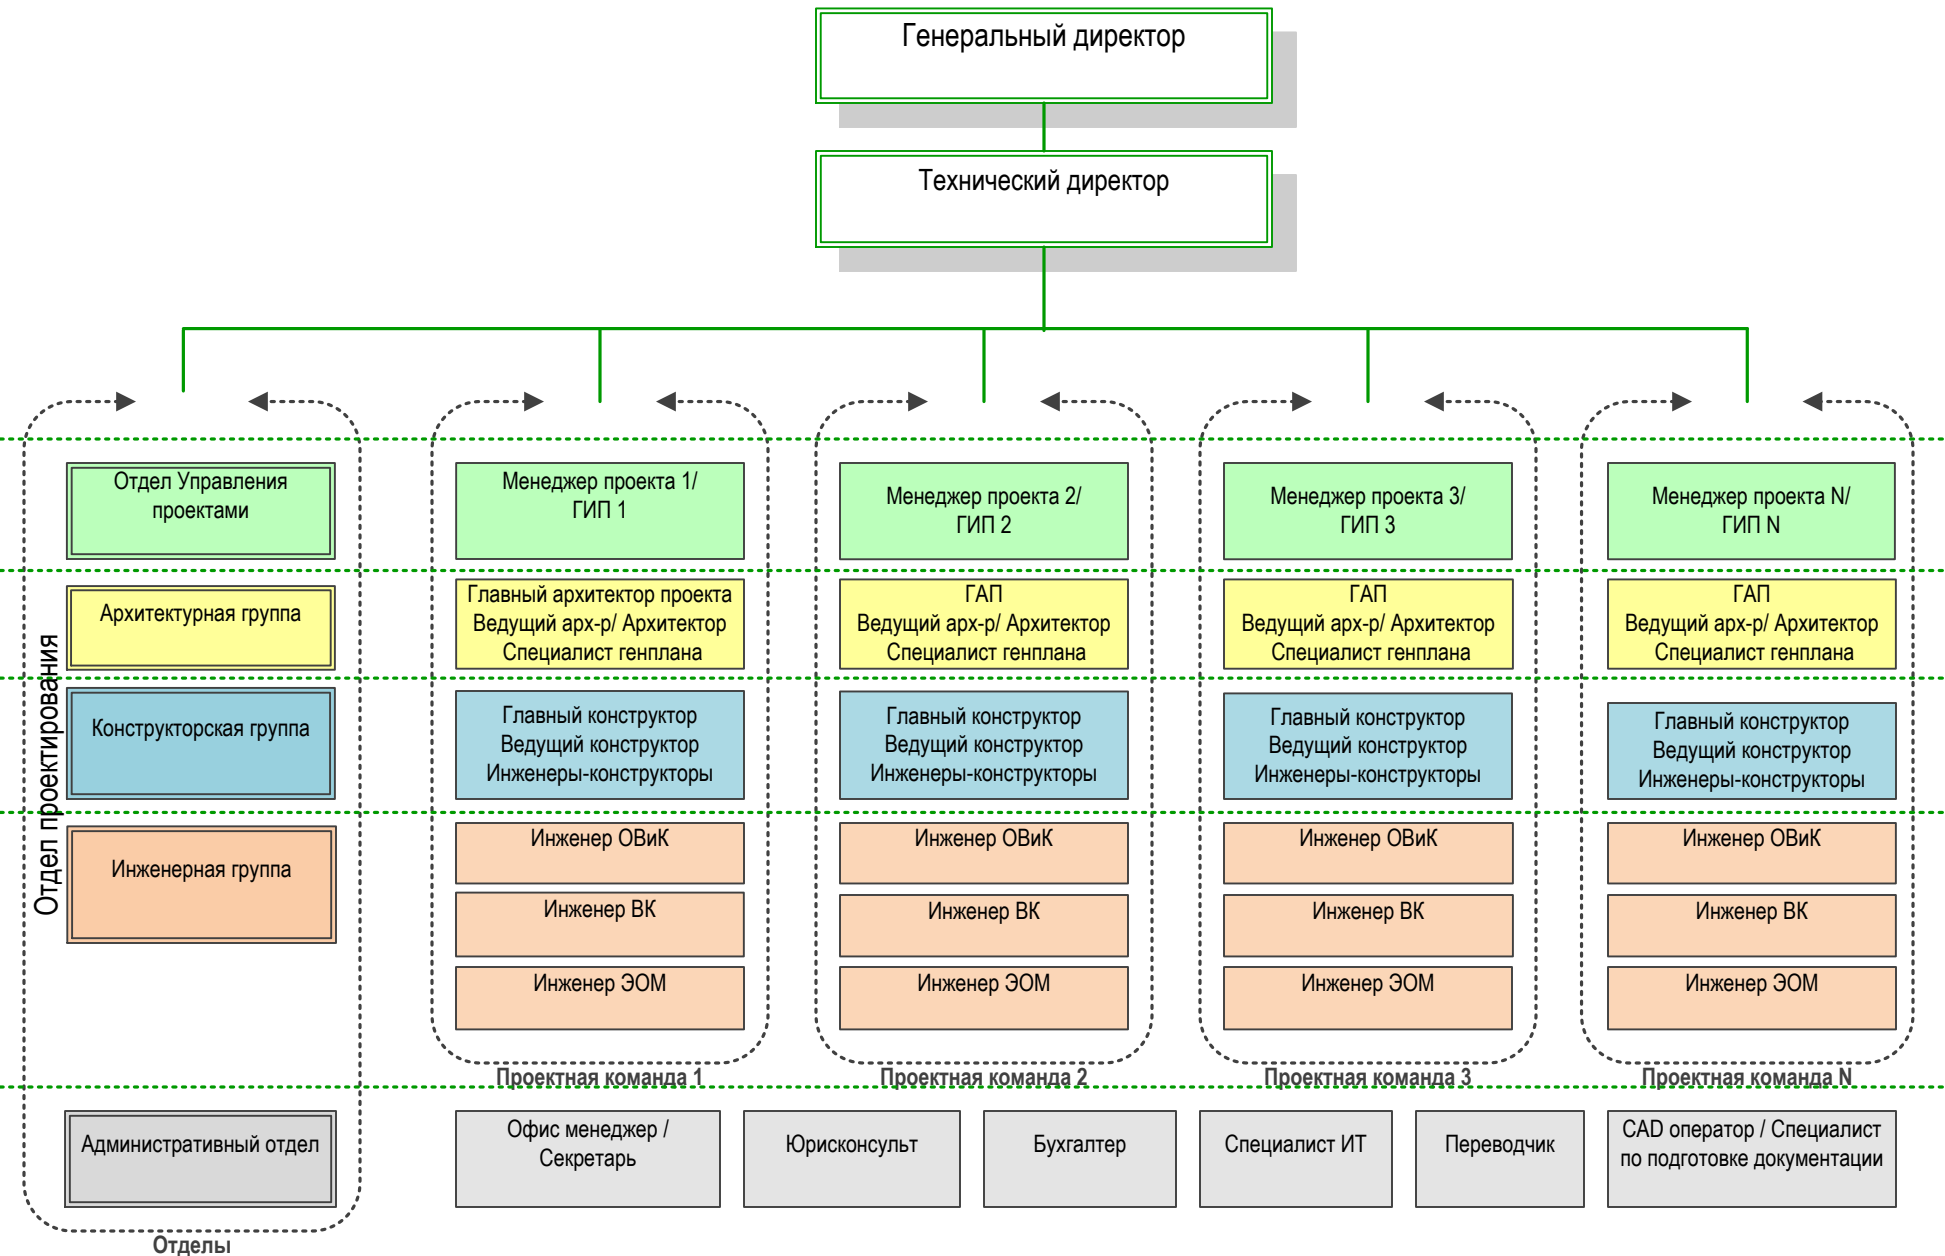 Генеральный директор
Технический директор
Отдел проектирования
Отдел Управления
проектами
Менеджер проекта 1/
ГИП 1
Менеджер проекта 2/
ГИП 2
Менеджер проекта 3/
ГИП 3
Менеджер проекта N/
ГИП N
Архитектурная группа
Главный архитектор проекта
Ведущий арх-р/ Архитектор
Специалист генплана
ГАП
Ведущий арх-р/ Архитектор
Специалист генплана
ГАП
Ведущий арх-р/ Архитектор
Специалист генплана
ГАП
Ведущий арх-р/ Архитектор
Специалист генплана
Конструкторская группа
Главный конструктор
Ведущий конструктор
Инженеры-конструкторы
Главный конструктор
Ведущий конструктор
Инженеры-конструкторы
Главный конструктор
Ведущий конструктор
Инженеры-конструкторы
Главный конструктор
Ведущий конструктор
Инженеры-конструкторы
Инженерная группа
Инженер ОВиК
Инженер ОВиК
Инженер ОВиК
Инженер ОВиК
Инженер ВК
Инженер ВК
Инженер ВК
Инженер ВК
Инженер ЭОМ
Инженер ЭОМ
Инженер ЭОМ
Инженер ЭОМ
Проектная команда 1
Проектная команда 2
Проектная команда 3
Проектная команда N
Административный отдел
Офис менеджер /
Секретарь
Юрисконсульт
Бухгалтер
Специалист ИТ
Переводчик
CAD оператор / Специалист
по подготовке документации
Отделы